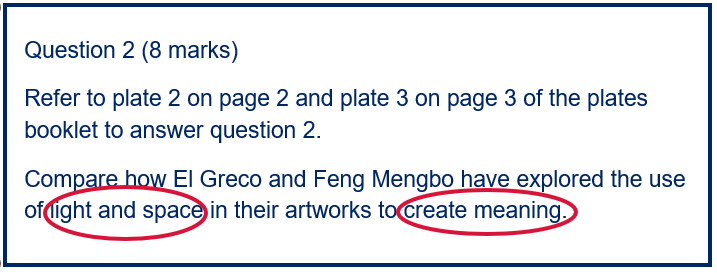 Question 2 (8 marks)
Refer to plate 2 on page 2 and plate 3 on page 3 of the plates
booklet to answer question 2.
Compare how El Greco and Feng Mengbo have explored the use
of light and space in their artworks to create meaning.